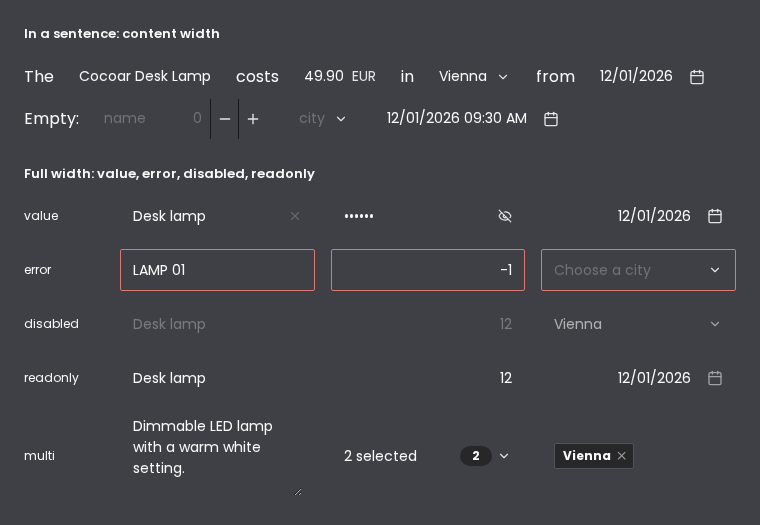 In a sentence: content width
The Cocoar Desk Lamp costs 49.90 EUR in Vienna from 12/01/2026
Empty: name 0 city 12/01/2026 09:30 AM
Full width: value, error, disabled, readonly
value Desk lamp •••••• 12/01/2026
error LAMP 01 -1 Choose a city
disabled Desk lamp 12 Vienna
readonly Desk lamp 12 12/01/2026
multi Dimmable LED lamp
with a warm white
setting.
2 selected 2 Vienna